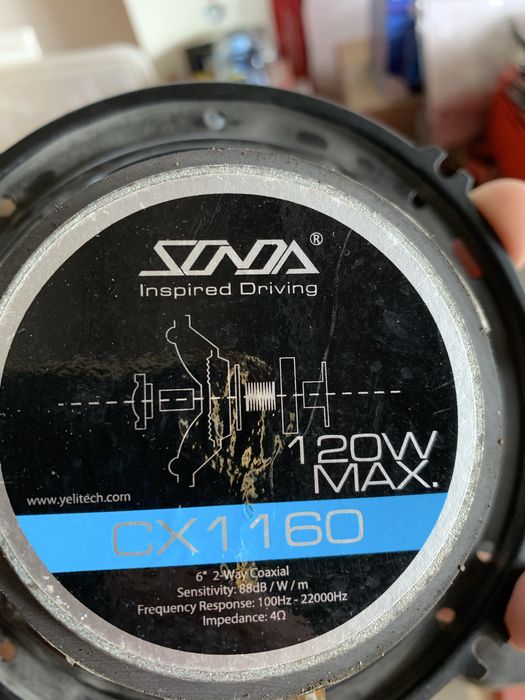 SONDA®
Inspired Driving
120W
MAX.
www.yelitech.com
CX1160
6" 2-Way Coaxial
Sensitivity: 88dB / W / m
Frequency Response: 100Hz - 22000Hz
Impedance: 4Ω